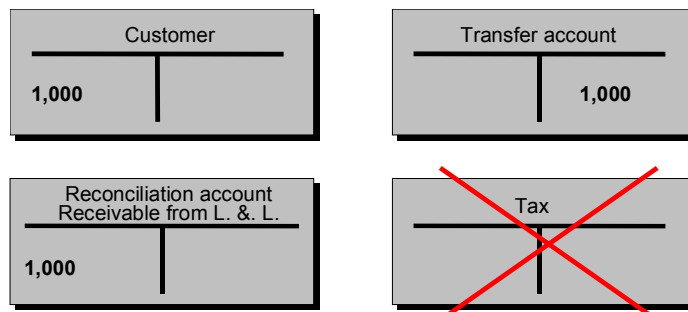 Customer
1,000
Transfer account
1,000
Reconciliation account
Receivable from L. &. L.
1,000
Tax